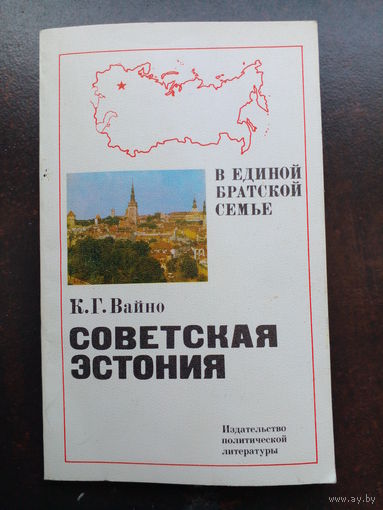 В ЕДИНОЙ
БРАТСКОЙ
СЕМЬЕ
К.Г.Вайно
СОВЕТСКАЯ
ЭСТОНИЯ
Издательство
политической
литературы
www.ay.by